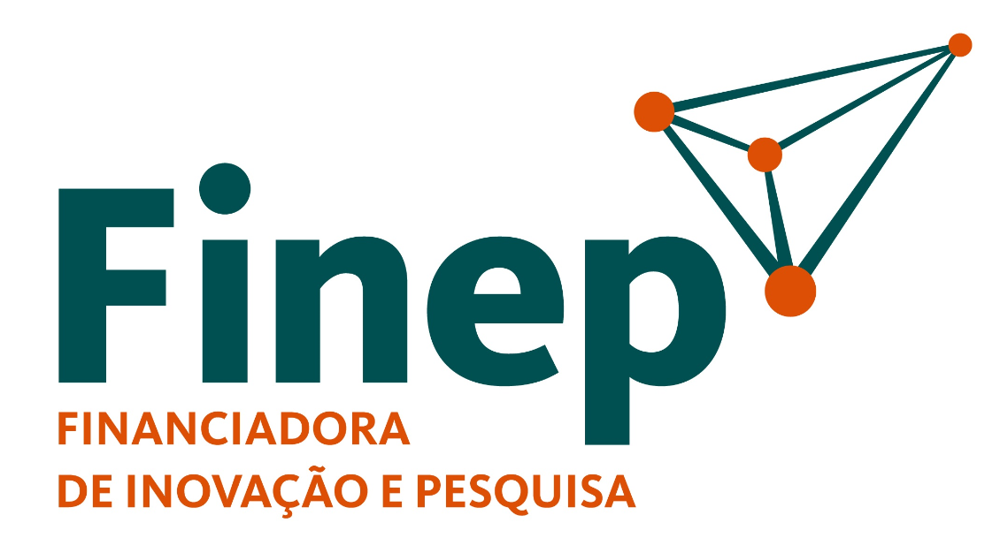 Finep
FINANCIADORA
DE INOVAÇÃO E PESQUISA